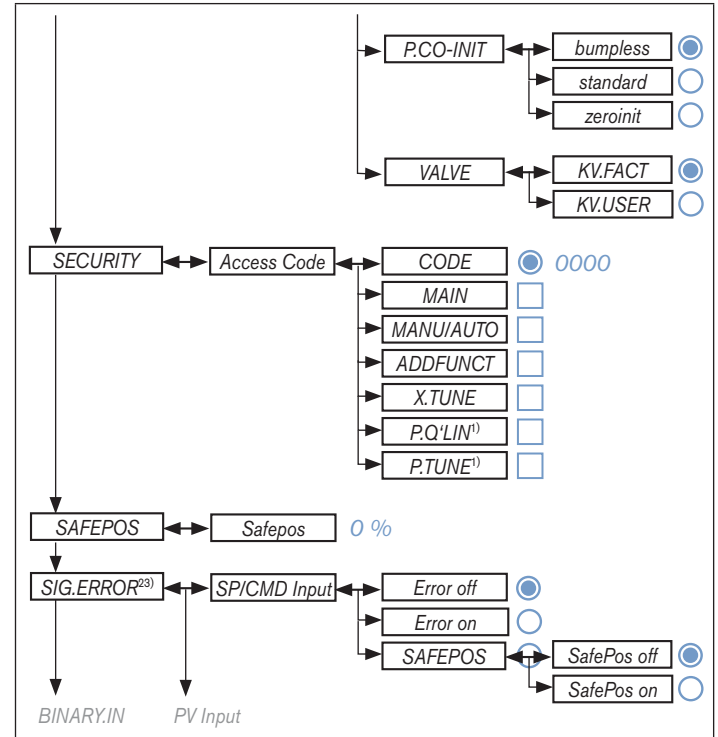 P.CO-INIT bumpless
standard
zeroinit
VALVE KV.FACT
KV.USER
SECURITY Access Code CODE 0000
MAIN
MANU/AUTO
ADDFUNCT
X.TUNE
P.Q'LIN1)
P.TUNE1)
SAFEPOS Safepos 0 %
SIG.ERROR23) SP/CMD Input Error off
Error on
SAFEPOS SafePos off
SafePos on
BINARY.IN PV Input